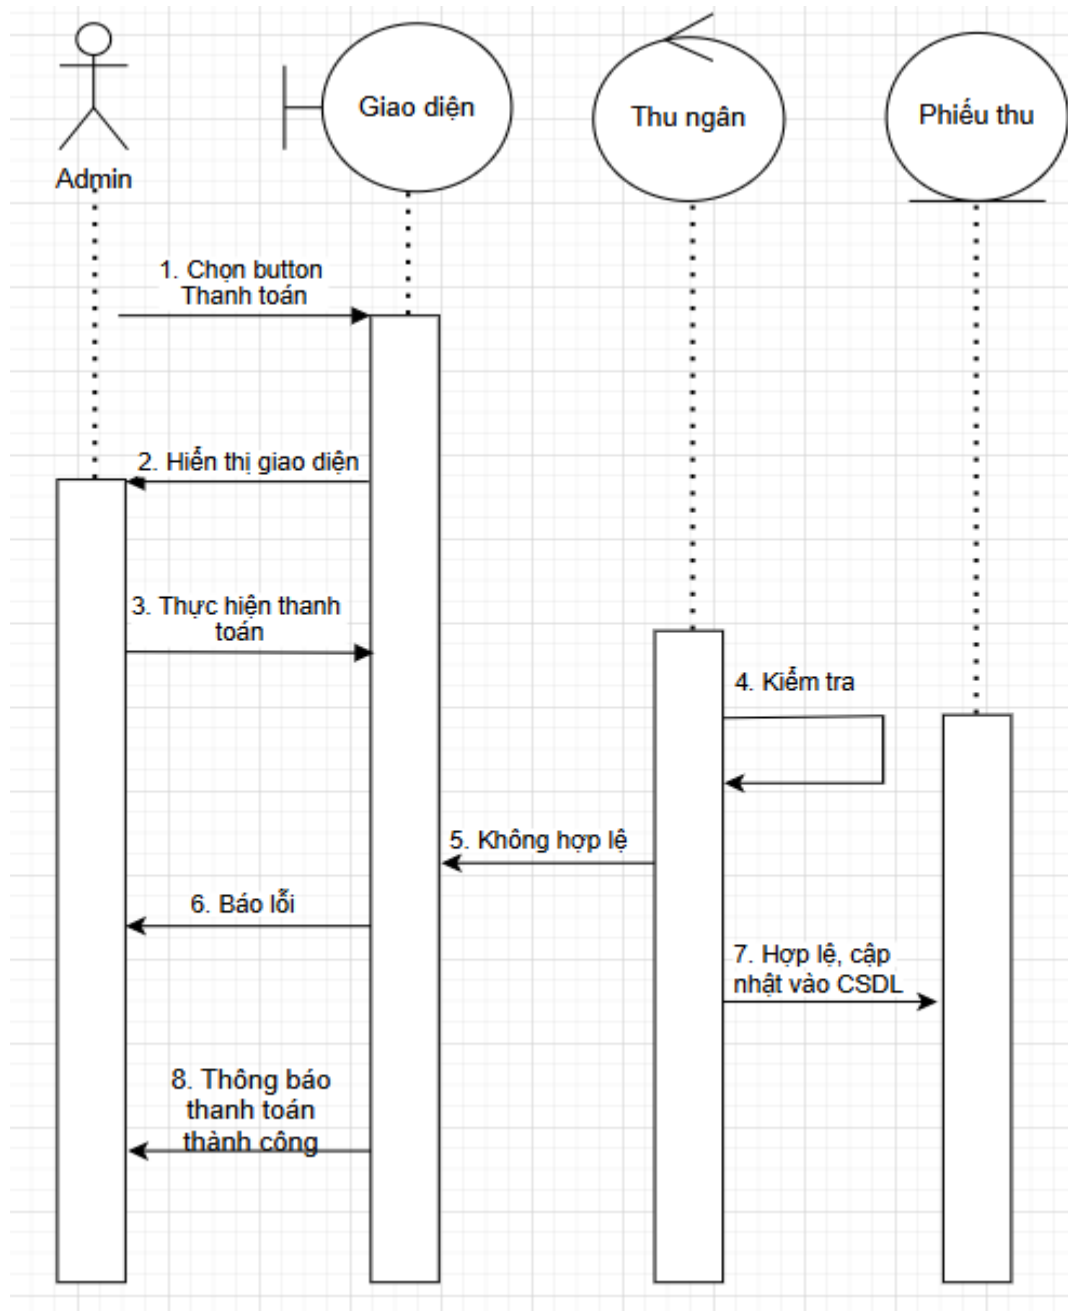 Giao diện
Thu ngân
Phiếu thu
Admin
1. Chọn button
Thanh toán
2. Hiển thị giao diện
3. Thực hiện thanh
toán
4. Kiểm tra
5. Không hợp lệ
6. Báo lỗi
7. Hợp lệ, cập
nhật vào CSDL
8. Thông báo
thanh toán
thành công